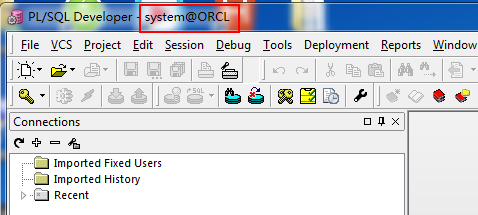 PL/SQL Developer - system@ORCL
File VCS Project Edit Session Debug Tools Deployment Reports Window
SQL
Connections
Imported Fixed Users
Imported History
Recent